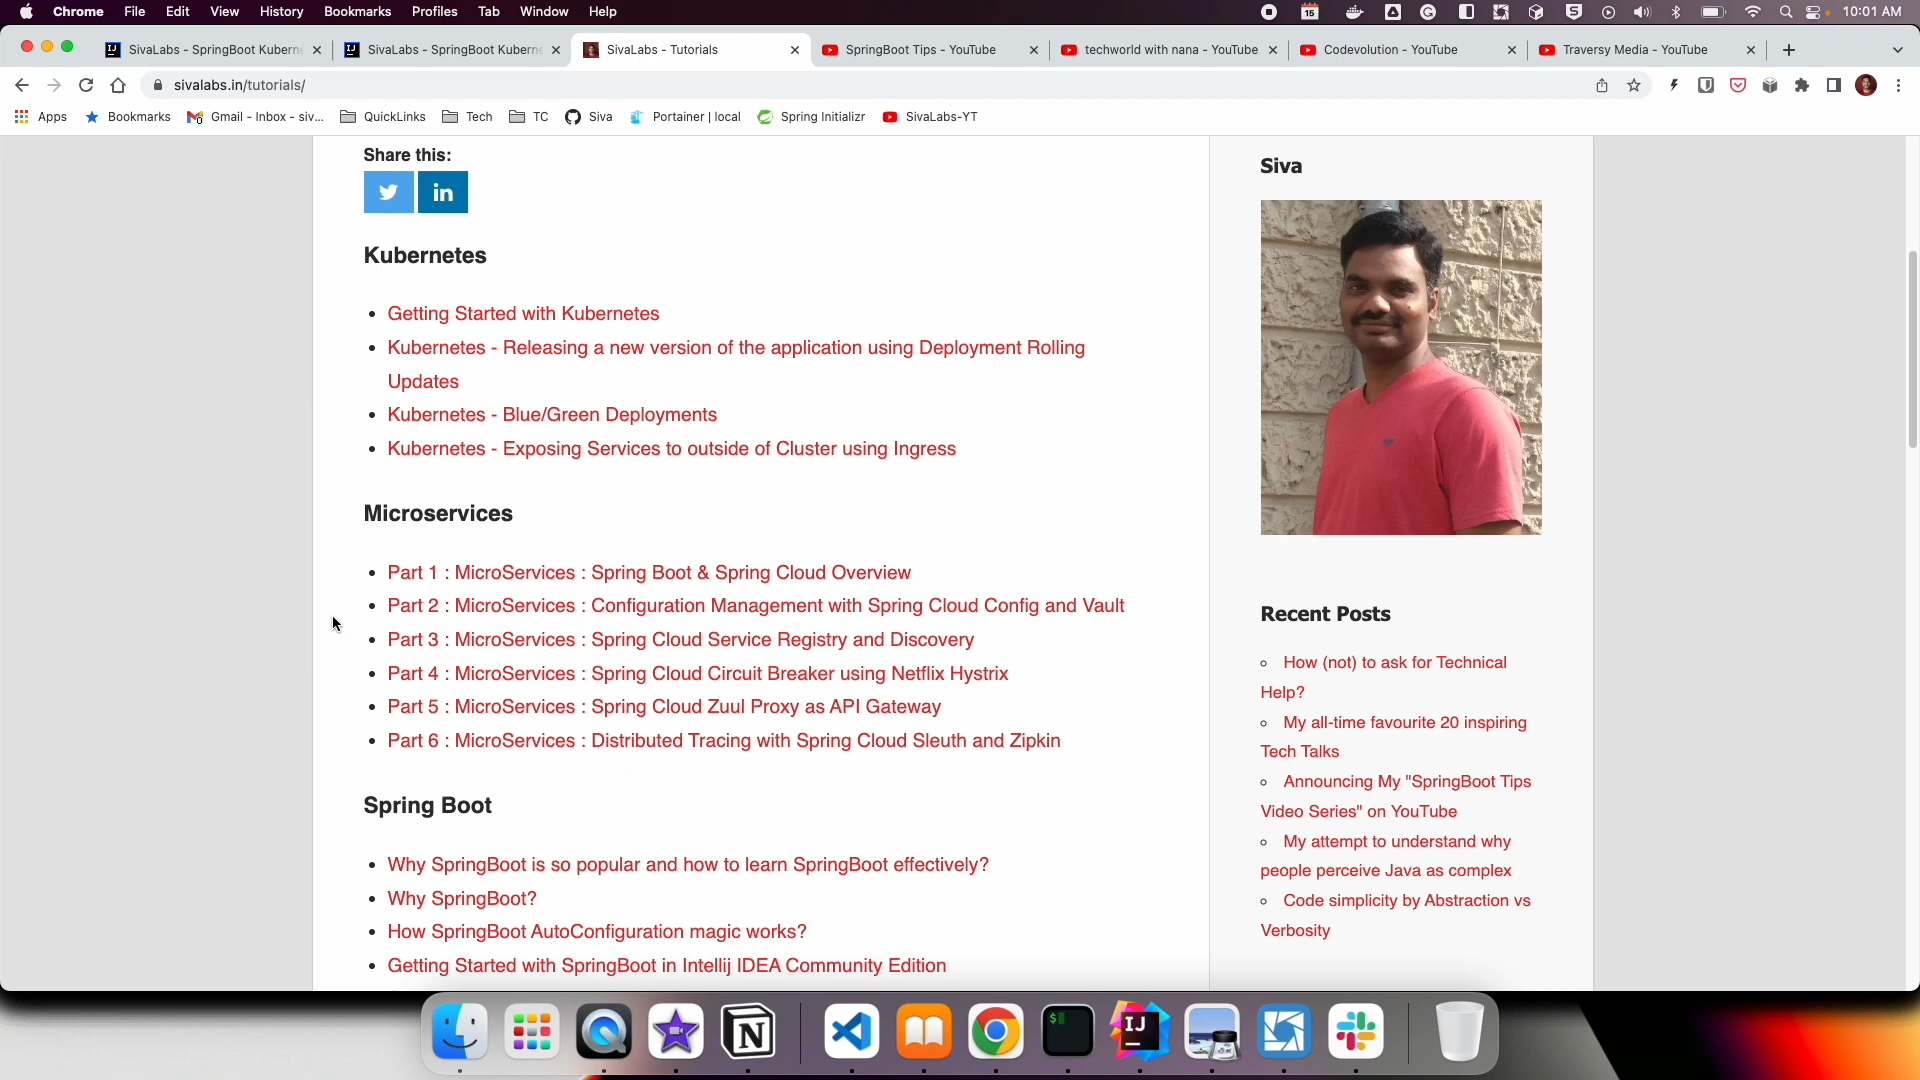 Chrome File Edit View History Bookmarks Profiles Tab Window Help 15 10:01 AM
SivaLabs - SpringBoot Kubern SivaLabs - SpringBoot Kubern SivaLabs - Tutorials SpringBoot Tips - YouTube techworld with nana - YouTube Codevolution - YouTube Traversy Media - YouTube
sivalabs.in/tutorials/
Apps Bookmarks Gmail - Inbox - siv... QuickLinks Tech TC Siva Portainer | local Spring Initializr SivaLabs-YT
Share this:
in
Kubernetes
Getting Started with Kubernetes
Kubernetes - Releasing a new version of the application using Deployment Rolling
Updates
Kubernetes - Blue/Green Deployments
Kubernetes - Exposing Services to outside of Cluster using Ingress
Microservices
Part 1 : MicroServices : Spring Boot & Spring Cloud Overview
Part 2 : MicroServices : Configuration Management with Spring Cloud Config and Vault
Part 3 : MicroServices : Spring Cloud Service Registry and Discovery
Part 4 : MicroServices : Spring Cloud Circuit Breaker using Netflix Hystrix
Part 5 : MicroServices : Spring Cloud Zuul Proxy as API Gateway
Part 6 : MicroServices : Distributed Tracing with Spring Cloud Sleuth and Zipkin
Spring Boot
Why SpringBoot is so popular and how to learn SpringBoot effectively?
Why SpringBoot?
How SpringBoot AutoConfiguration magic works?
Getting Started with SpringBoot in Intellij IDEA Community Edition
Siva
Recent Posts
How (not) to ask for Technical
Help?
My all-time favourite 20 inspiring
Tech Talks
Announcing My "SpringBoot Tips
Video Series" on YouTube
My attempt to understand why
people perceive Java as complex
Code simplicity by Abstraction vs
Verbosity
N $ IJ